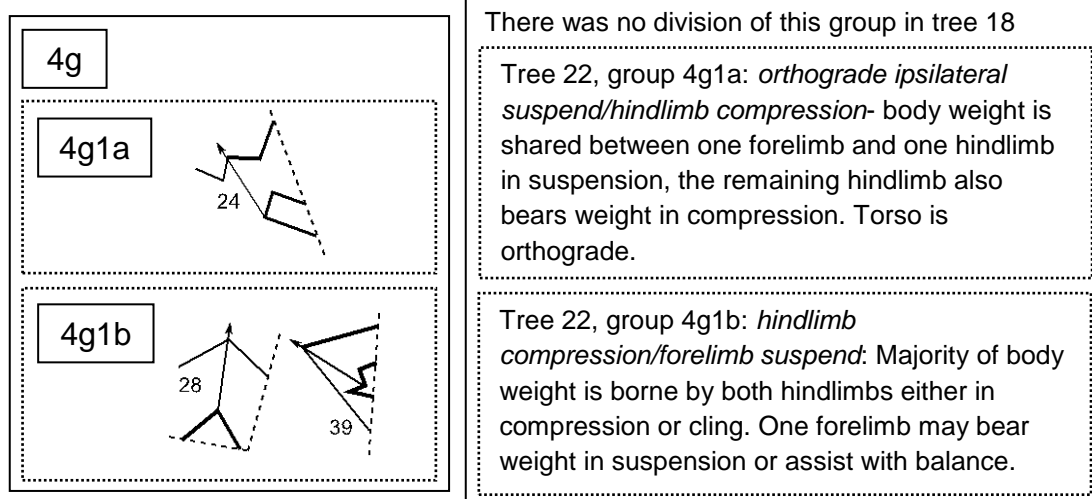 4g
4g1a
24
4g1b
28
39
There was no division of this group in tree 18
Tree 22, group 4g1a: orthograde ipsilateral
suspend/hindlimb compression- body weight is
shared between one forelimb and one hindlimb
in suspension, the remaining hindlimb also
bears weight in compression. Torso is
orthograde.
Tree 22, group 4g1b: hindlimb
compression/forelimb suspend: Majority of body
weight is borne by both hindlimbs either in
compression or cling. One forelimb may bear
weight in suspension or assist with balance.